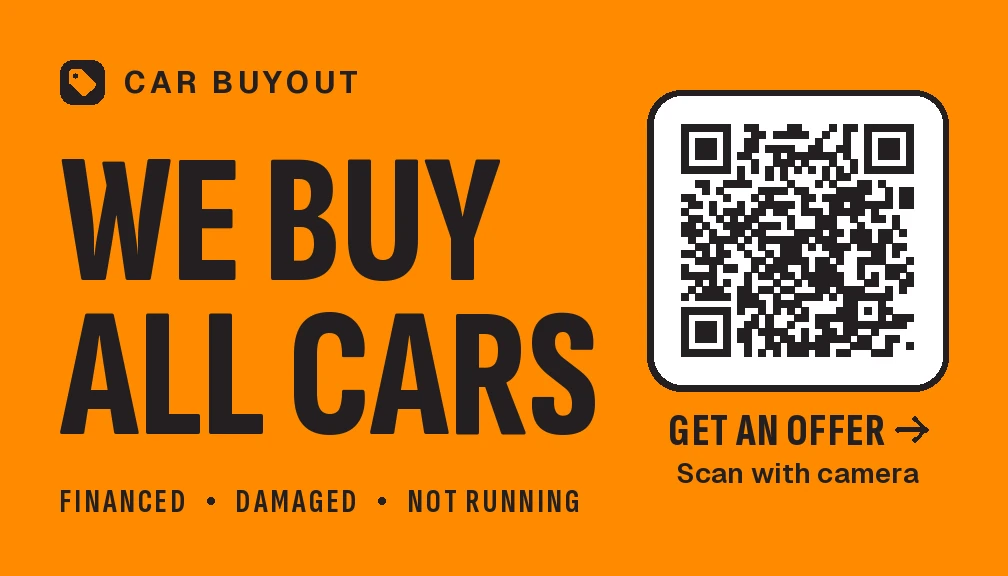 CAR BUYOUT
WE BUY
ALL CARS
FINANCED • DAMAGED • NOT RUNNING
GET AN OFFER →
Scan with camera